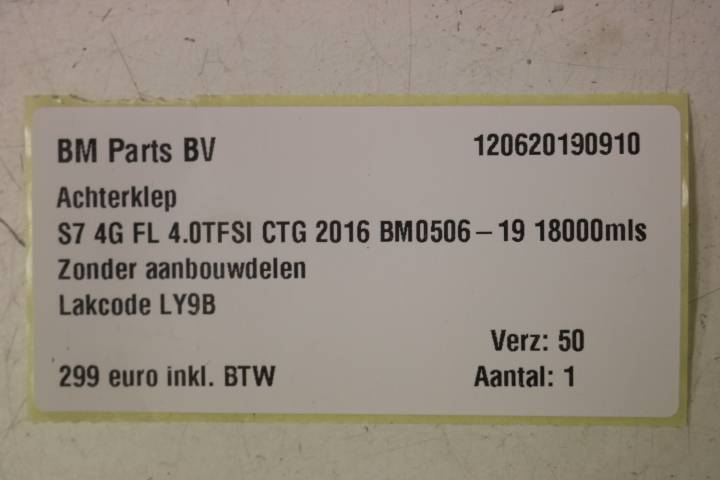 BM Parts BV 120620190910
Achterklep
S7 4G FL 4.0TFSI CTG 2016 BM0506-19 18000mls
Zonder aanbouwdelen
Lakcode LY9B
Verz: 50
299 euro inkl. BTW Aantal: 1